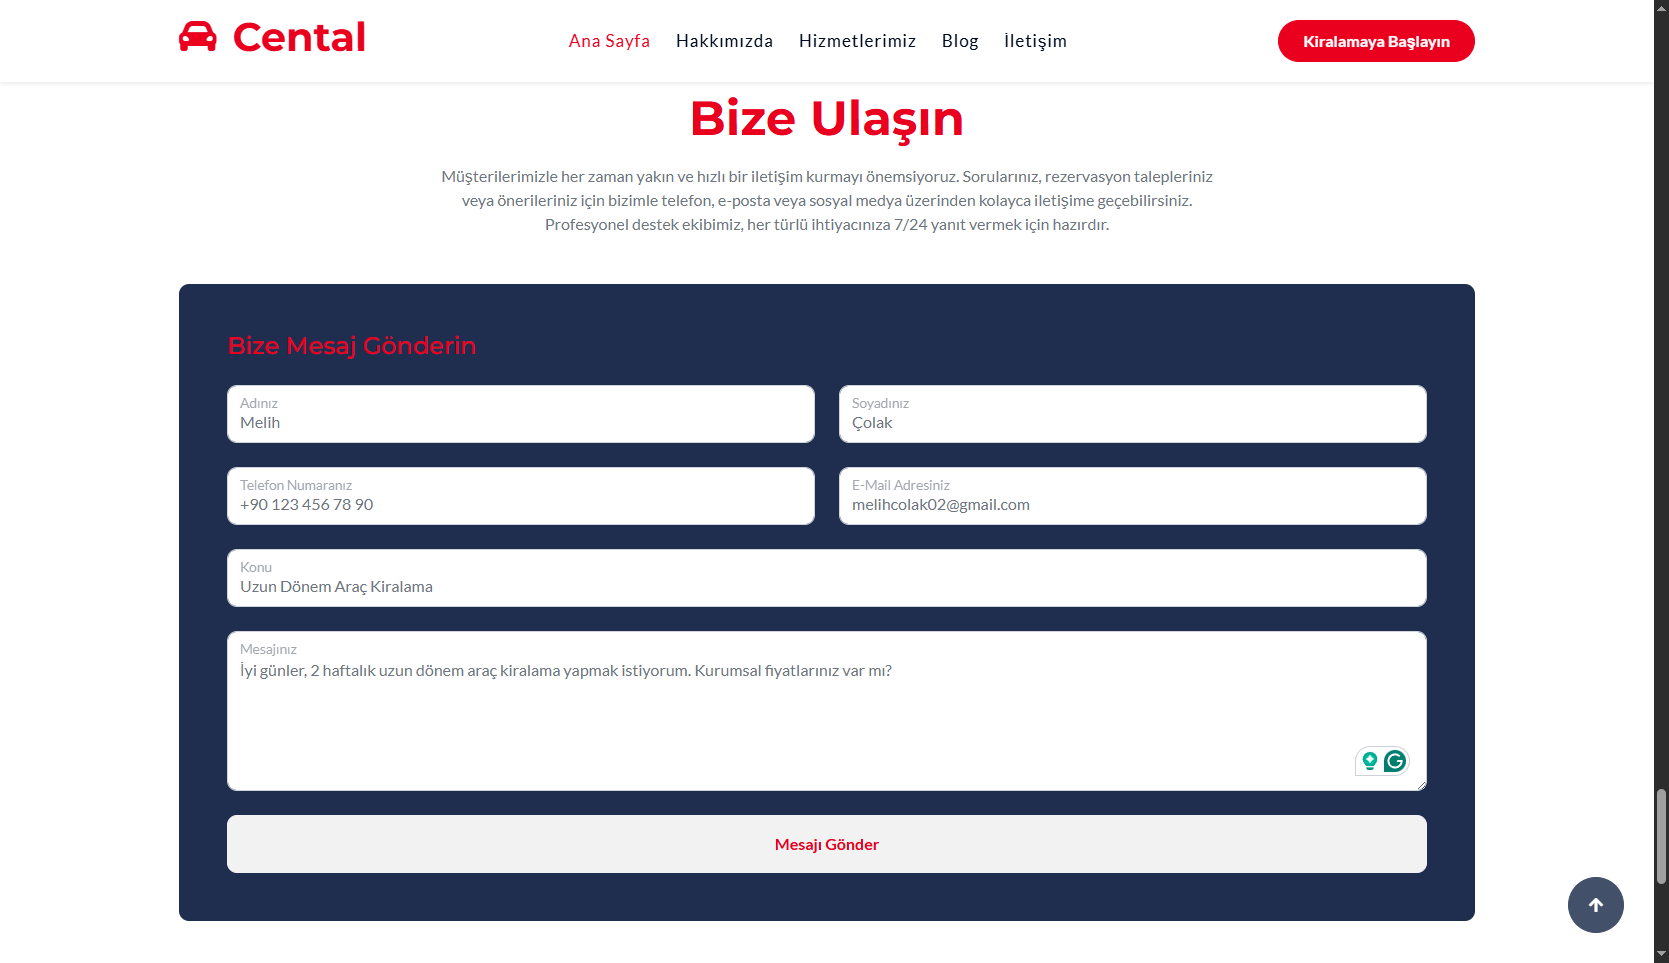 Cental
Ana Sayfa
Hakkımızda
Hizmetlerimiz
Blog
İletişim
Kiralamaya Başlayın
Bize Ulaşın
Müşterilerimizle her zaman yakın ve hızlı bir iletişim kurmayı önemsiyoruz. Sorularınız, rezervasyon talepleriniz
veya önerileriniz için bizimle telefon, e-posta veya sosyal medya üzerinden kolayca iletişime geçebilirsiniz.
Profesyonel destek ekibimiz, her türlü ihtiyacınıza 7/24 yanıt vermek için hazırdır.
Bize Mesaj Gönderin
Adınız
Melih
Soyadınız
Çolak
Telefon Numaranız
+90 123 456 78 90
E-Mail Adresiniz
melihcolak02@gmail.com
Konu
Uzun Dönem Araç Kiralama
Mesajınız
İyi günler, 2 haftalık uzun dönem araç kiralama yapmak istiyorum. Kurumsal fiyatlarınız var mı?
Mesajı Gönder